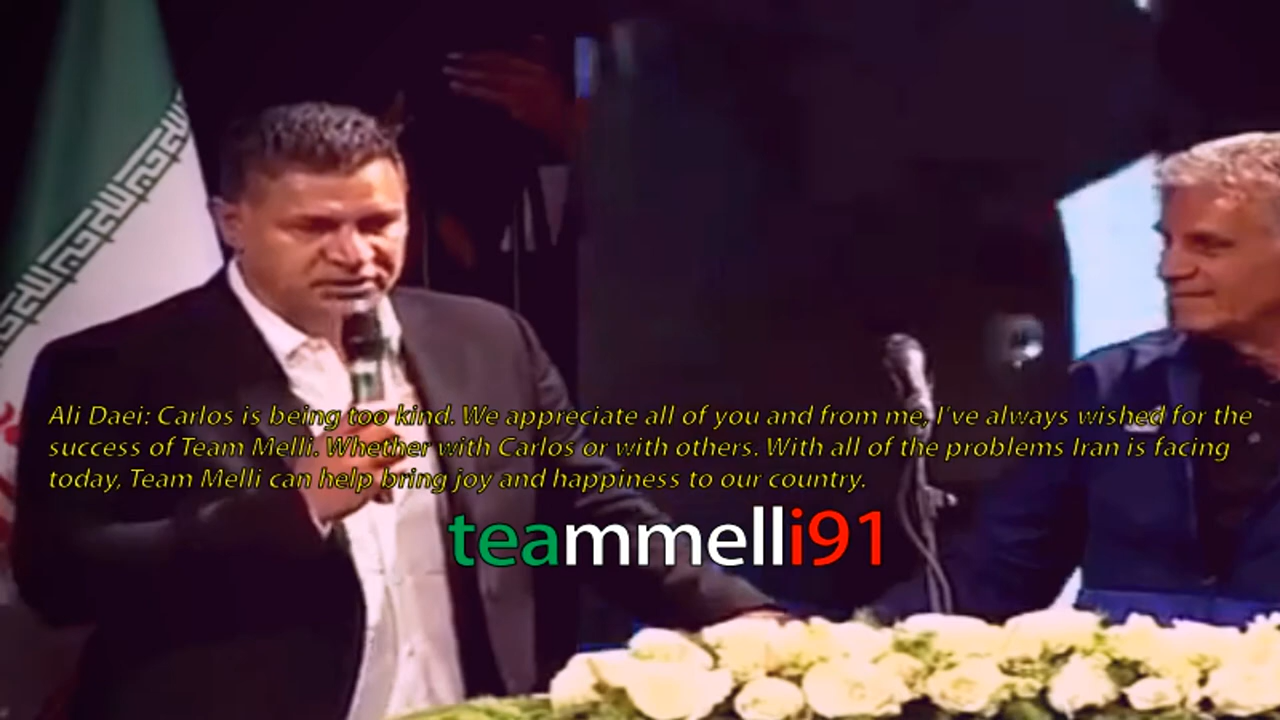 Ali Daei: Carlos is being too kind. We appreciate all of you and from me, I've always wished for the
success of Team Melli. Whether with Carlos or with others. With all of the problems Iran is facing
today, Team Melli can help bring joy and happiness to our country.
teammelli91